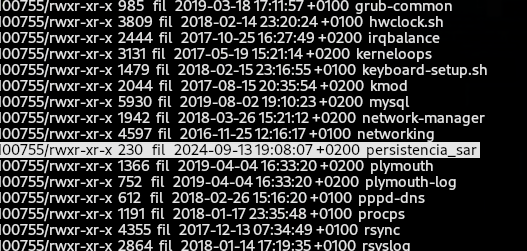 100755/rwxr-xr-x 985 fil 2019-03-18 17:11:57 +0100 grub-common
100755/rwxr-xr-x 3809 fil 2018-02-14 23:20:24 +0100 hwclock.sh
100755/rwxr-xr-x 2444 fil 2017-10-25 16:27:49 +0200 irqbalance
100755/rwxr-xr-x 3131 fil 2017-05-19 15:21:14 +0200 kerneloops
100755/rwxr-xr-x 1479 fil 2018-02-15 23:16:55 +0100 keyboard-setup.sh
100755/rwxr-xr-x 2044 fil 2017-08-15 20:35:54 +0200 kmod
100755/rwxr-xr-x 5930 fil 2019-08-02 19:10:23 +0200 mysql
100755/rwxr-xr-x 1942 fil 2018-03-26 15:21:12 +0200 network-manager
100755/rwxr-xr-x 4597 fil 2016-11-25 12:16:17 +0100 networking
100755/rwxr-xr-x 230 fil 2024-09-13 19:08:07 +0200 persistencia_sar
100755/rwxr-xr-x 1366 fil 2019-04-04 16:33:20 +0200 plymouth
100755/rwxr-xr-x 752 fil 2019-04-04 16:33:20 +0200 plymouth-log
100755/rwxr-xr-x 612 fil 2018-02-26 15:16:20 +0100 pppd-dns
100755/rwxr-xr-x 1191 fil 2018-01-17 23:35:48 +0100 procps
100755/rwxr-xr-x 4355 fil 2017-12-13 07:34:49 +0100 rsync
100755/rwxr-xr-x 2864 fil 2018-01-14 17:19:35 +0100 rsyslog